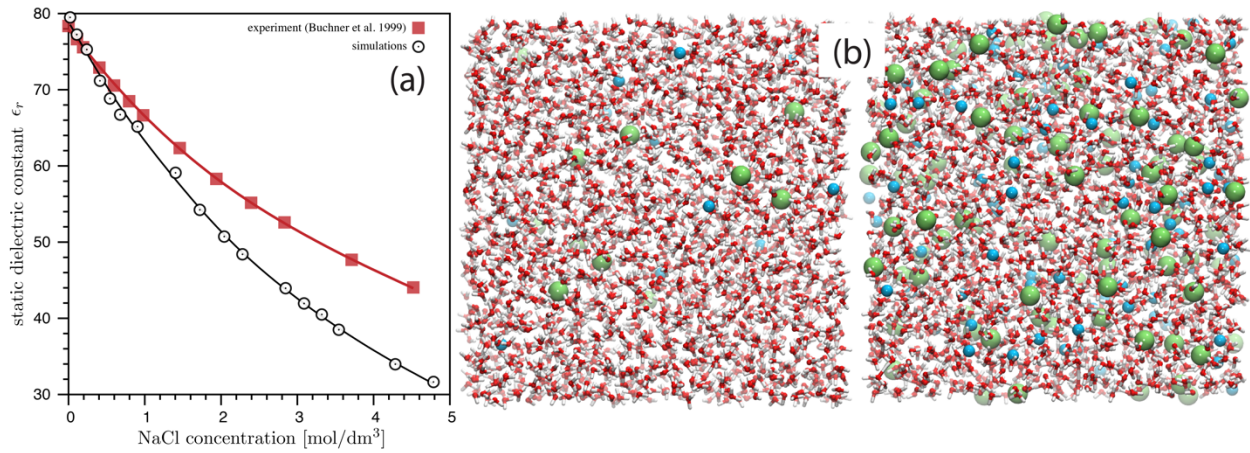 80
70
60
50
40
30
0
1
2
3
4
5
static dielectric constant ϵr
NaCl concentration [mol/dm³]
experiment (Buchner et al. 1999)
simulations
(a)
(b)